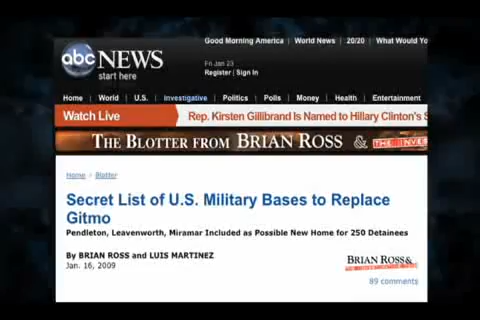 Good Morning America | World News | 20/20 | What Would Yo
abc NEWS
start here
Fri Jan 23
Register | Sign In
Home | World | U.S. | Investigative | Politics | Polls | Money | Health | Entertainment
Watch Live
Rep. Kirsten Gillibrand Is Named to Hillary Clinton's S
THE BLOTTER FROM BRIAN ROSS & THE INVES
Home / Blotter
Secret List of U.S. Military Bases to Replace
Gitmo
Pendleton, Leavenworth, Miramar Included as Possible New Home for 250 Detainees
By BRIAN ROSS and LUIS MARTINEZ
Jan. 16, 2009
BRIAN ROSS&
89 comments